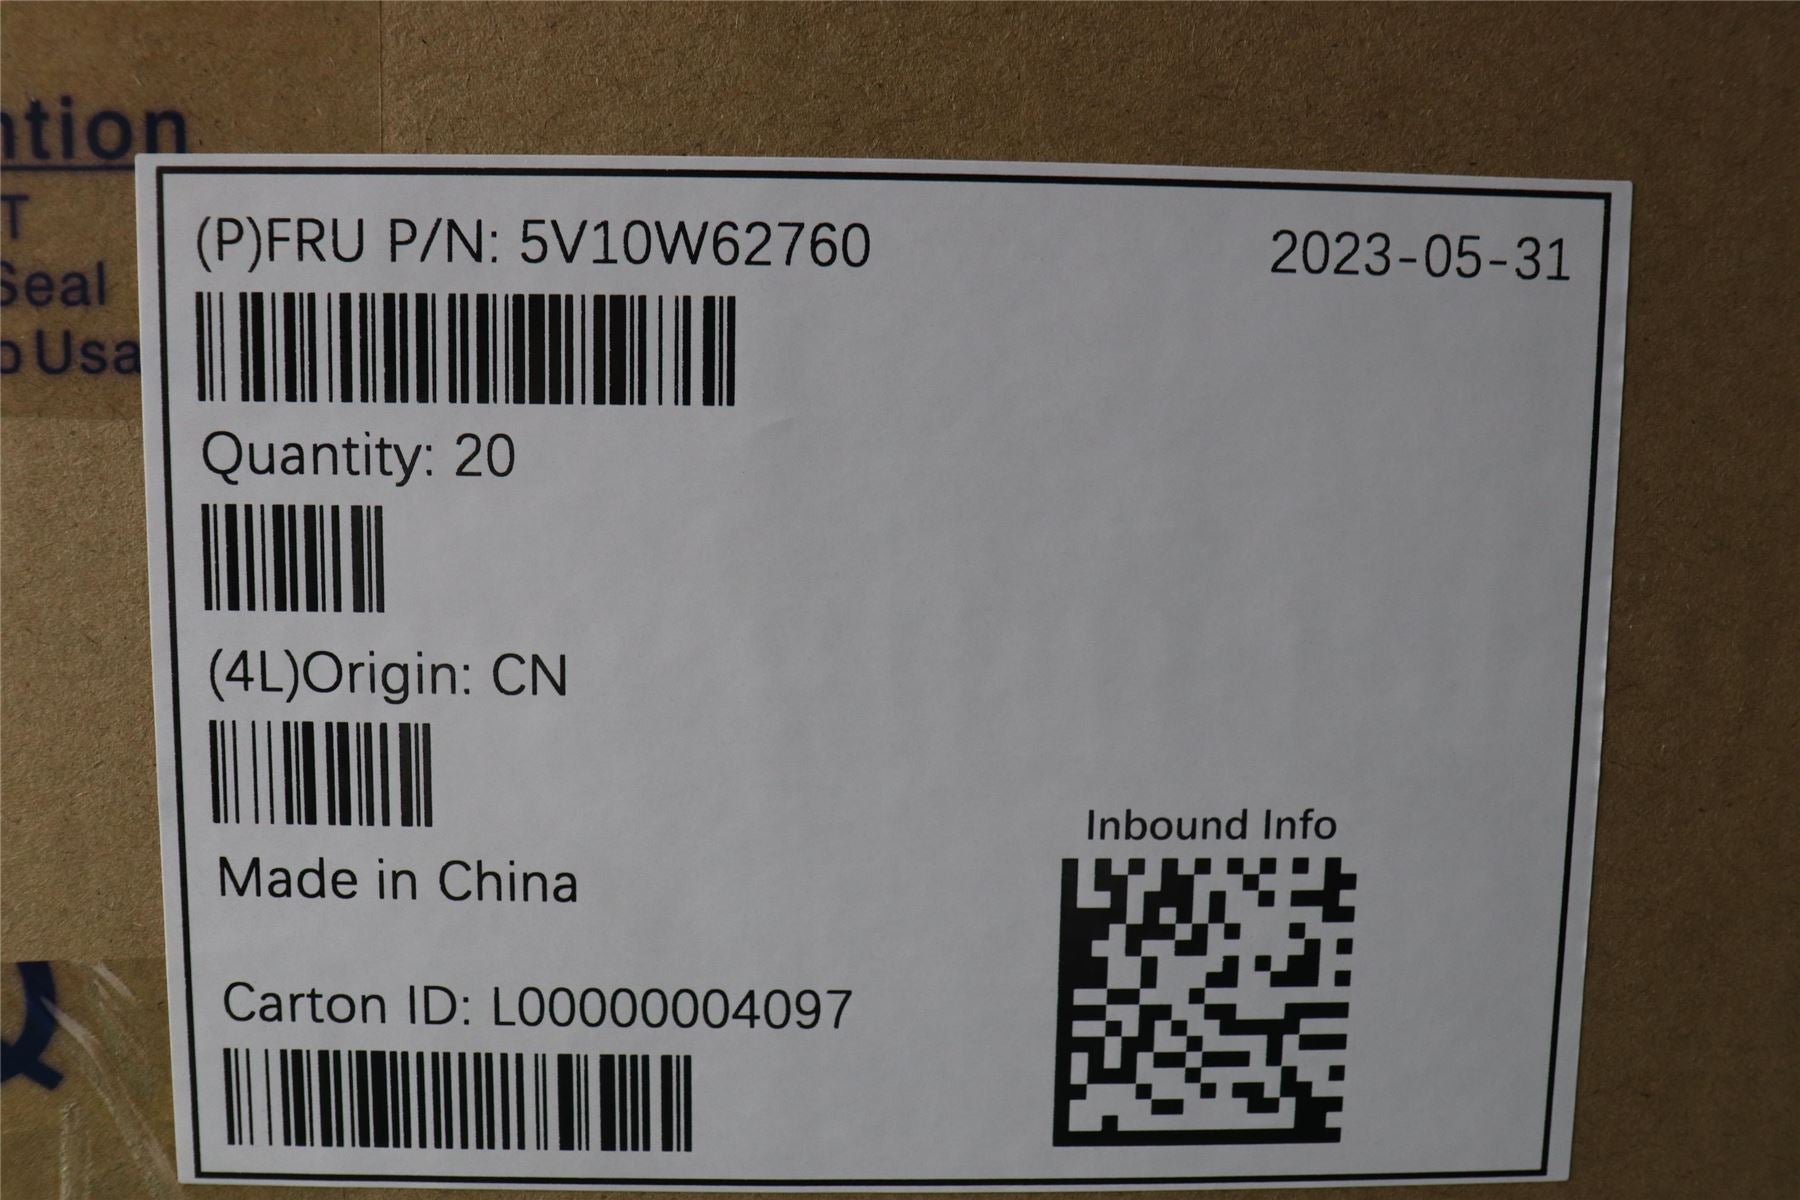 ntion
T
Seal
o Usa
(P)FRU P/N: 5V10W62760
2023-05-31
Quantity: 20
(4L)Origin: CN
Made in China
Inbound Info
Carton ID: L00000004097